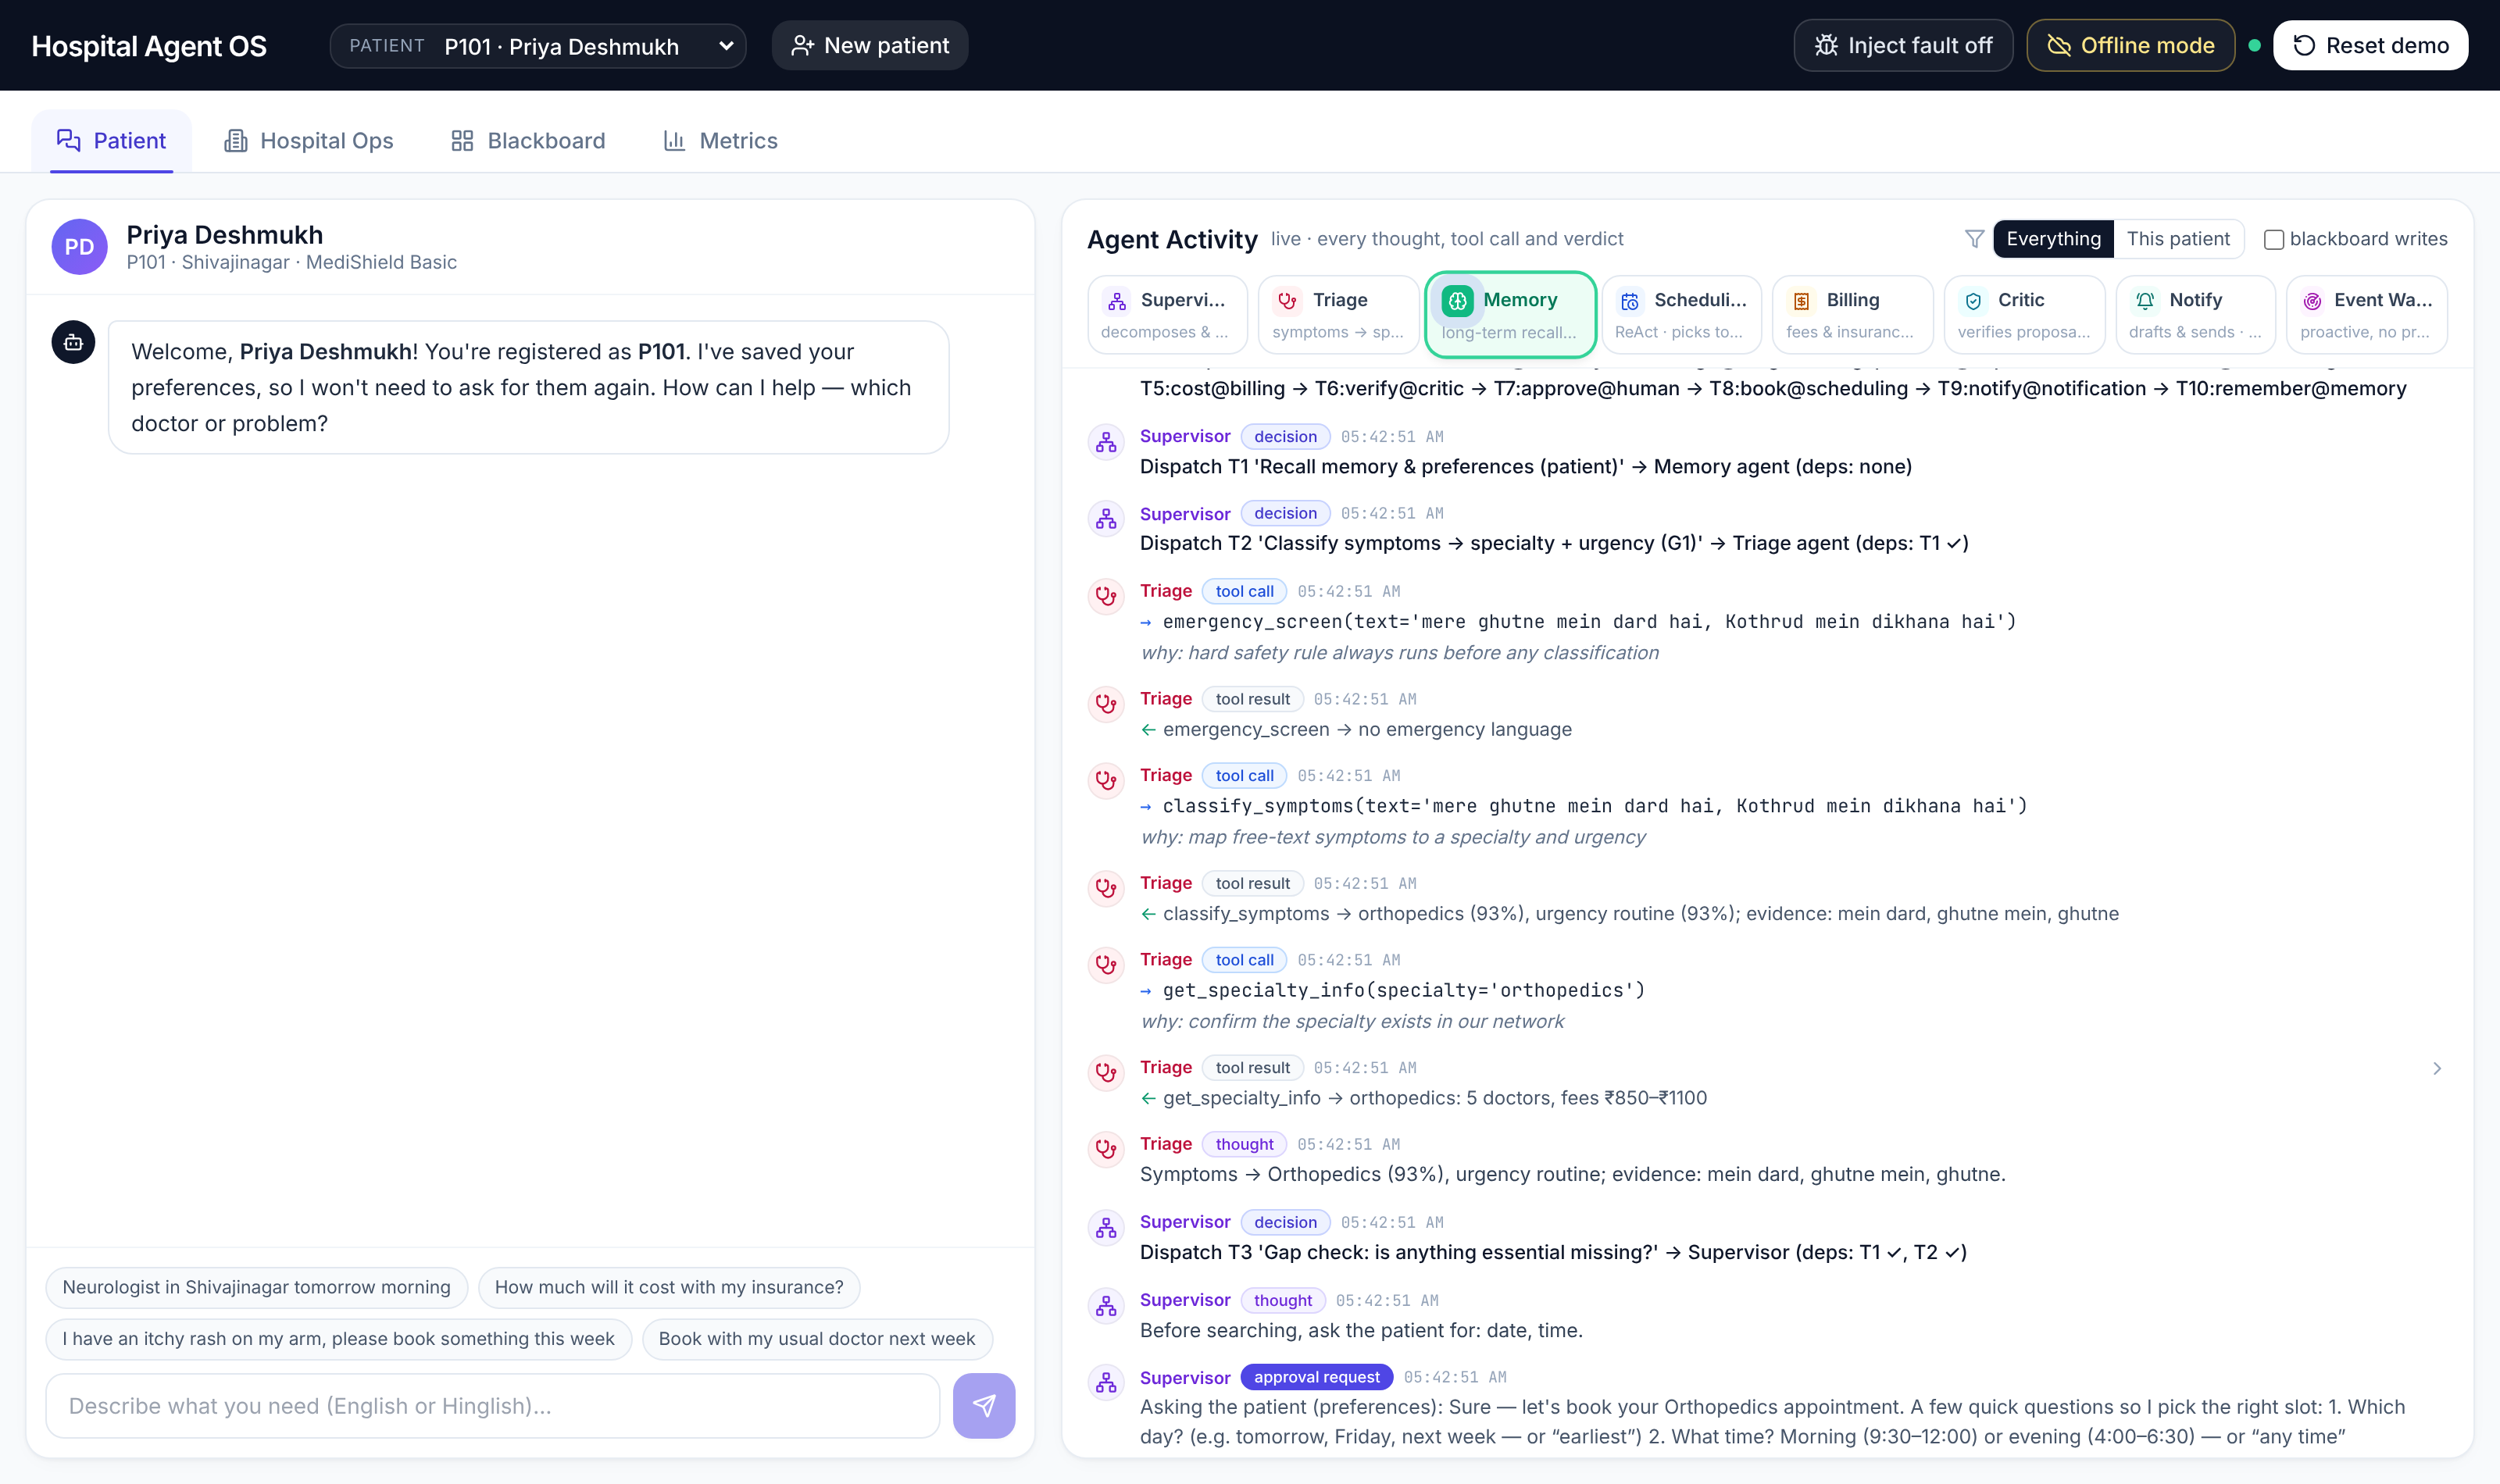 Hospital Agent OS
PATIENT P101 · Priya Deshmukh
New patient
Inject fault off
Offline mode
Reset demo
Patient
Hospital Ops
Blackboard
Metrics
PD
Priya Deshmukh
P101 · Shivajinagar · MediShield Basic
Welcome, Priya Deshmukh! You're registered as P101. I've saved your
preferences, so I won't need to ask for them again. How can I help — which
doctor or problem?
Neurologist in Shivajinagar tomorrow morning
How much will it cost with my insurance?
I have an itchy rash on my arm, please book something this week
Book with my usual doctor next week
Describe what you need (English or Hinglish)...
Agent Activity live · every thought, tool call and verdict
Everything
This patient
blackboard writes
Supervi...
decomposes & ...
Triage
symptoms → sp...
Memory
long-term recall...
Scheduli...
ReAct · picks to...
Billing
fees & insuranc...
Critic
verifies proposa...
Notify
drafts & sends · ...
Event Wa...
proactive, no pr...
T5:cost@billing → T6:verify@critic → T7:approve@human → T8:book@scheduling → T9:notify@notification → T10:remember@memory
Supervisor decision 05:42:51 AM
Dispatch T1 'Recall memory & preferences (patient)' → Memory agent (deps: none)
Supervisor decision 05:42:51 AM
Dispatch T2 'Classify symptoms → specialty + urgency (G1)' → Triage agent (deps: T1 ✓)
Triage tool call 05:42:51 AM
→ emergency_screen(text='mere ghutne mein dard hai, Kothrud mein dikhana hai')
why: hard safety rule always runs before any classification
Triage tool result 05:42:51 AM
← emergency_screen → no emergency language
Triage tool call 05:42:51 AM
→ classify_symptoms(text='mere ghutne mein dard hai, Kothrud mein dikhana hai')
why: map free-text symptoms to a specialty and urgency
Triage tool result 05:42:51 AM
← classify_symptoms → orthopedics (93%), urgency routine (93%); evidence: mein dard, ghutne mein, ghutne
Triage tool call 05:42:51 AM
→ get_specialty_info(specialty='orthopedics')
why: confirm the specialty exists in our network
Triage tool result 05:42:51 AM
← get_specialty_info → orthopedics: 5 doctors, fees ₹850–₹1100
Triage thought 05:42:51 AM
Symptoms → Orthopedics (93%), urgency routine; evidence: mein dard, ghutne mein, ghutne.
Supervisor decision 05:42:51 AM
Dispatch T3 'Gap check: is anything essential missing?' → Supervisor (deps: T1 ✓, T2 ✓)
Supervisor thought 05:42:51 AM
Before searching, ask the patient for: date, time.
Supervisor approval request 05:42:51 AM
Asking the patient (preferences): Sure — let's book your Orthopedics appointment. A few quick questions so I pick the right slot: 1. Which
day? (e.g. tomorrow, Friday, next week — or “earliest”) 2. What time? Morning (9:30–12:00) or evening (4:00–6:30) — or “any time”